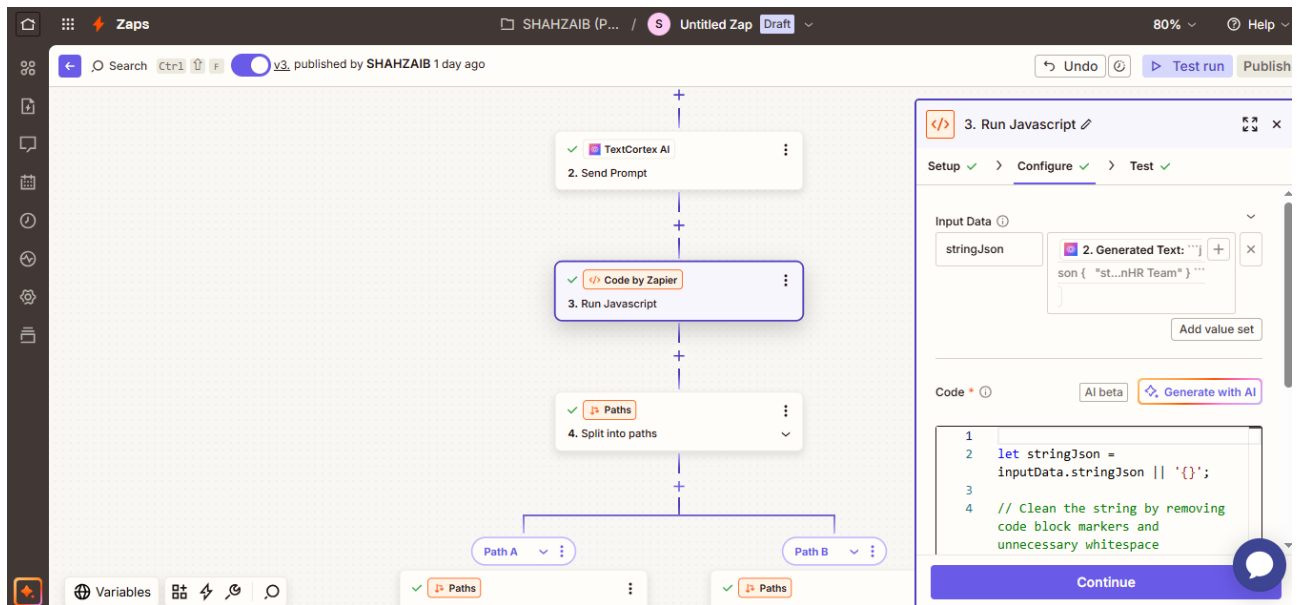 Zaps
SHAHZAIB (P... / S Untitled Zap Draft
80%
Help
Search Ctrl ⇧ F
v3. published by SHAHZAIB 1 day ago
Undo
Test run
Publish
TextCortex AI
2. Send Prompt
Code by Zapier
3. Run Javascript
Paths
4. Split into paths
Path A
Path B
Paths
Paths
Variables
3. Run Javascript
Setup
Configure
Test
Input Data
stringJson
2. Generated Text: ```j
son { "st...nHR Team" } ```
Add value set
Code *
AI beta
Generate with AI
1
2 let stringJson =
inputData.stringJson || '{}';
3
4 // Clean the string by removing
code block markers and
unnecessary whitespace
Continue